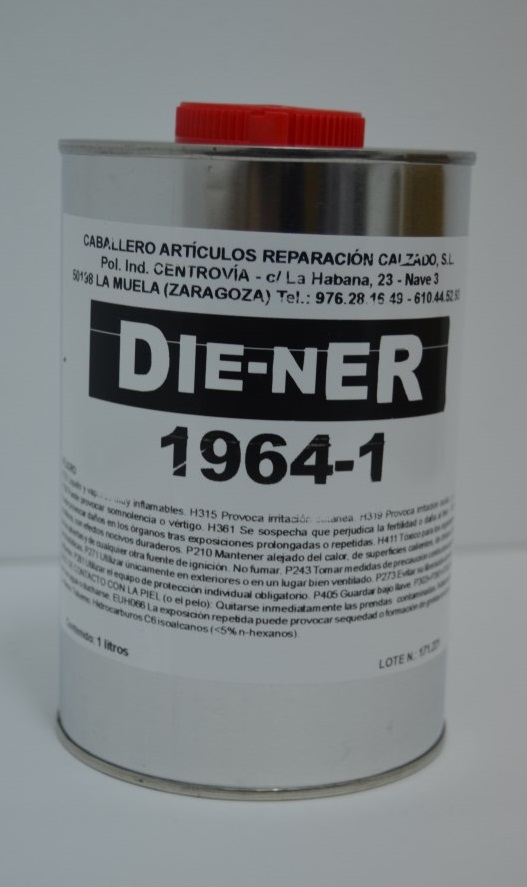 CABALLERO ARTÍCULOS REPARACIÓN CALZADO, S.L.
Pol. Ind. CENTROVÍA - c/ La Habana, 23 - Nave 3
50198 LA MUELA (ZARAGOZA) Tel.: 976.28.16.49 - 610.44.52.
DIE-NER
1964-1
muy inflamables. H315 Provoca irritación cutánea. H319 Provoca irritación
provocar somnolencia o vértigo. H361 Se sospecha que perjudica la fertilidad o daña al
daños en los órganos tras exposiciones prolongadas o repetidas. H411 Tóxico para los
con efectos nocivos duraderos. P210 Mantener alejado del calor, de superficies calientes, de
y de cualquier otra fuente de ignición. No fumar. P243 Tomar medidas de precaución
P271 Utilizar únicamente en exteriores o en un lugar bien ventilado. P273 Evitar su
Utilizar el equipo de protección individual obligatorio. P405 Guardar bajo llave.
CONTACTO CON LA PIEL (o el pelo): Quitarse inmediatamente las prendas contaminadas.
ducharse. EUH066 La exposición repetida puede provocar sequedad o formación de
Hidrocarburos C6 isoalcanos (<5% n-hexanos)
Contenido: 1 litros
LOTE N.: